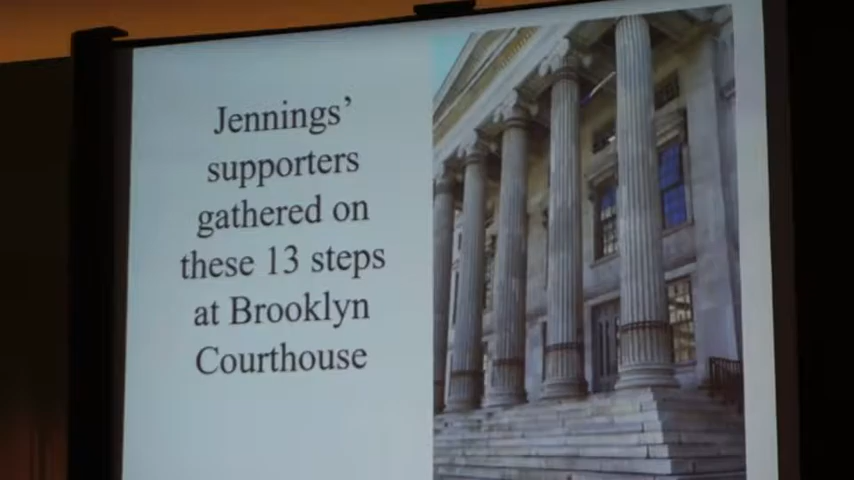 Jennings’
supporters
gathered on
these 13 steps
at Brooklyn
Courthouse